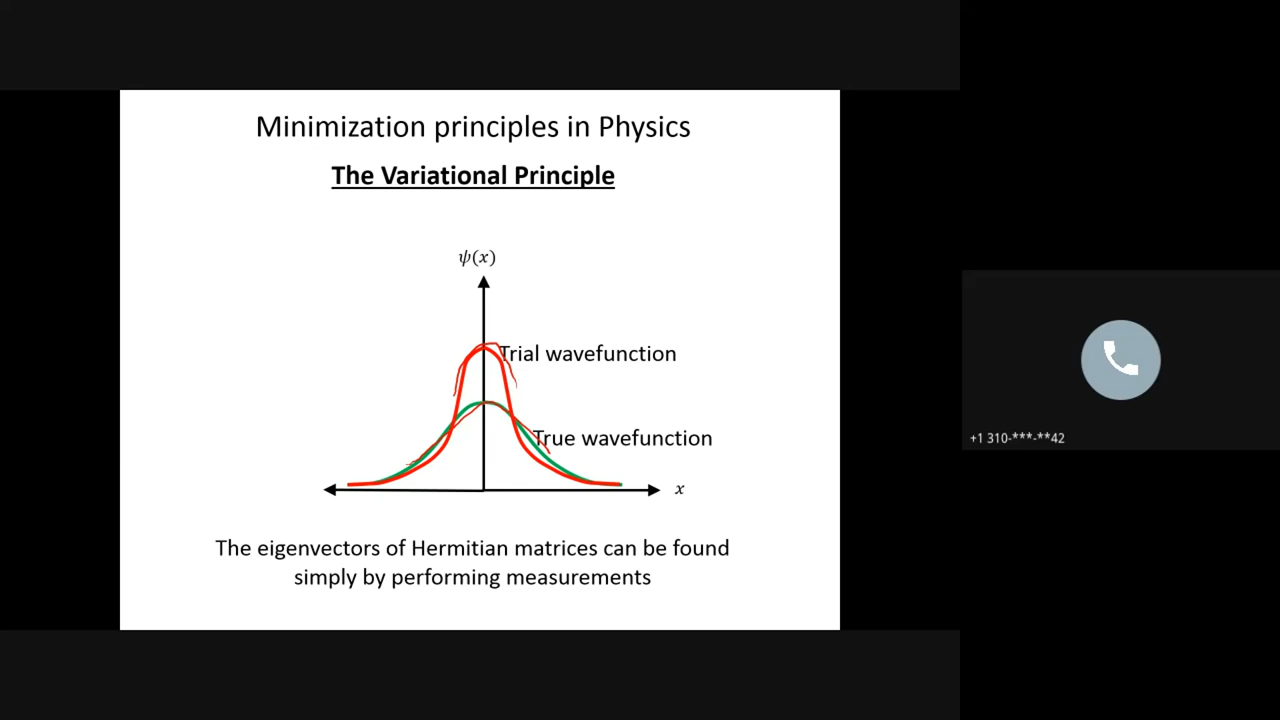 Minimization principles in Physics
The Variational Principle
ψ(x)
Trial wavefunction
True wavefunction
x
The eigenvectors of Hermitian matrices can be found
simply by performing measurements
+1 310-***-**42